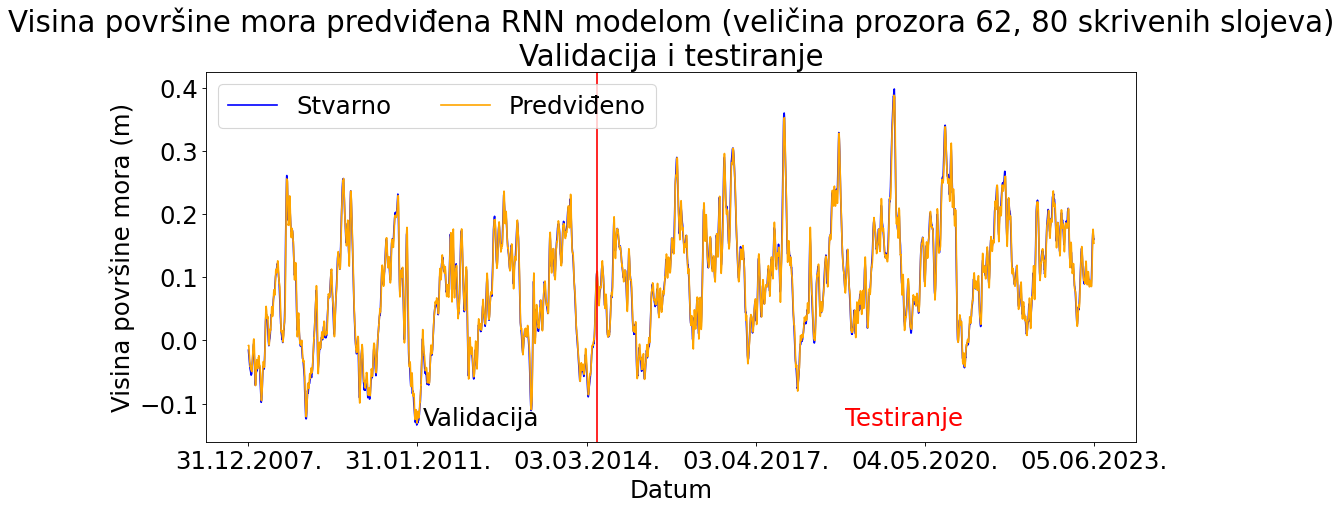 Visina površine mora predviđena RNN modelom (veličina prozora 62, 80 skrivenih slojeva)
Validacija i testiranje
Stvarno
Predviđeno
Visina površine mora (m)
0.4
0.3
0.2
0.1
0.0
−0.1
Validacija
Testiranje
31.12.2007.
31.01.2011.
03.03.2014.
03.04.2017.
04.05.2020.
05.06.2023.
Datum